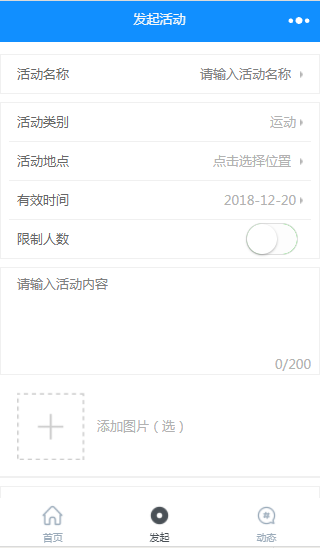 发起活动
活动名称 请输入活动名称
活动类别 运动
活动地点 点击选择位置
有效时间 2018-12-20
限制人数
请输入活动内容
0/200
添加图片（选）
首页 发起 动态